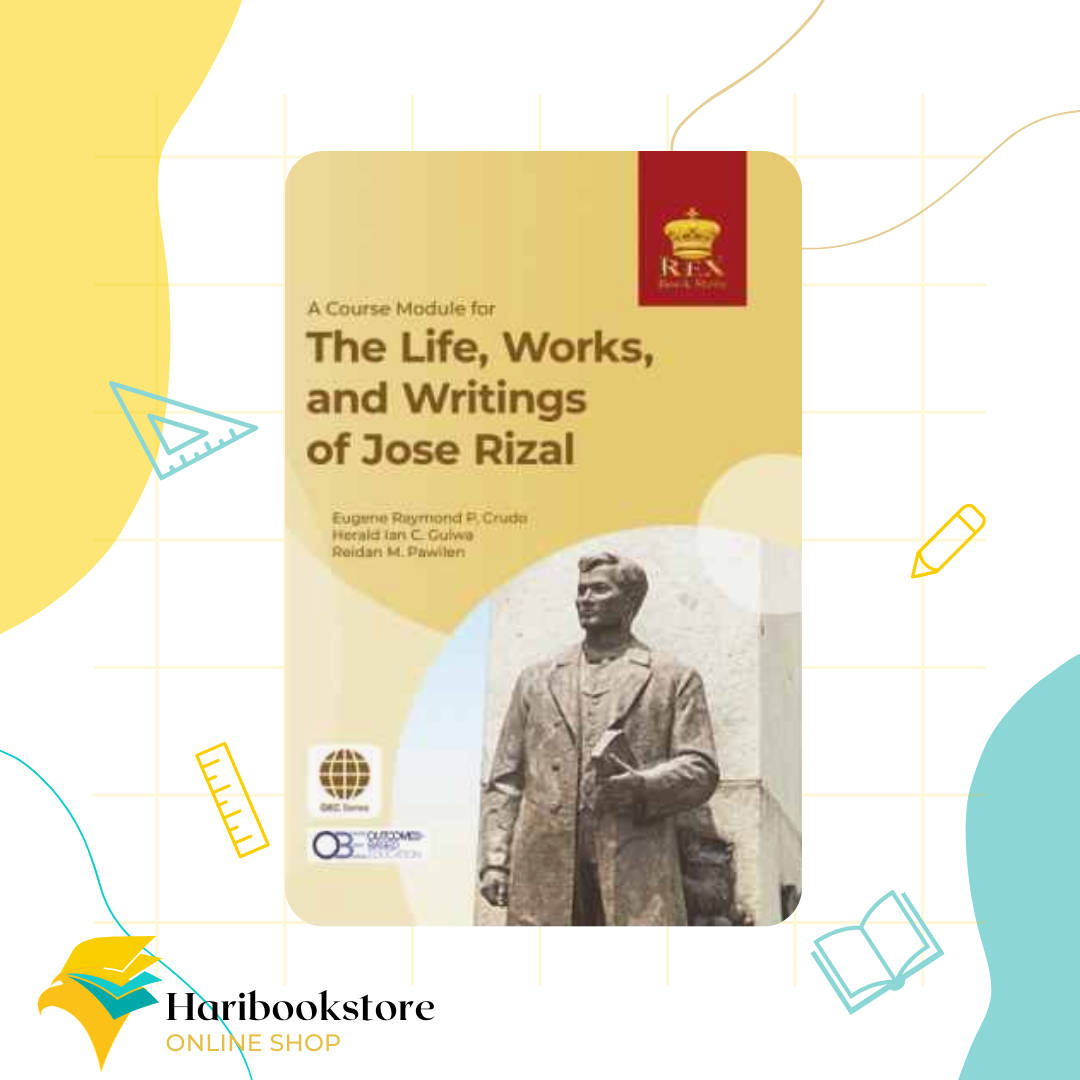 REX
Book Store
A Course Module for
The Life, Works,
and Writings
of Jose Rizal
Eugene Raymond P. Crudo
Herald Ian C. Guiwa
Reidan M. Pawilen
GEC Series
OBE
OUTCOMES-
BASED
EDUCATION
Haribookstore
ONLINE SHOP